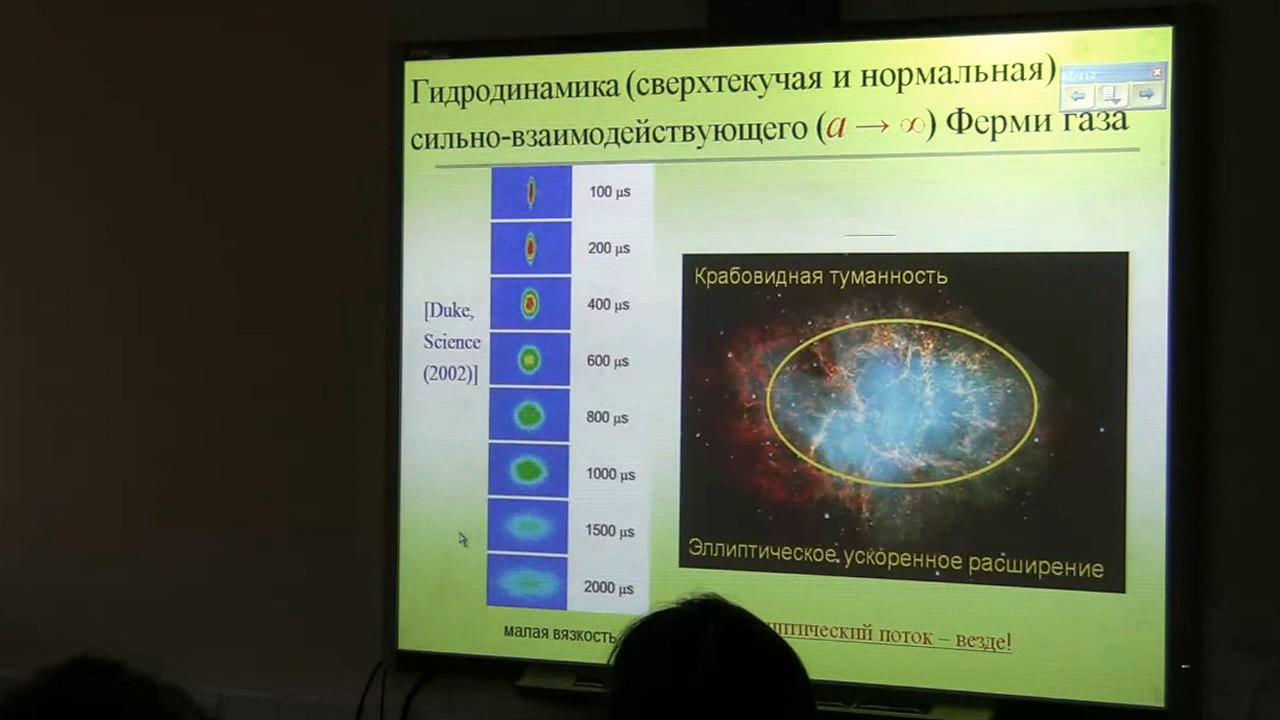 Гидродинамика (сверхтекучая и нормальная)
сильно-взаимодействующего (a → ∞) Ферми газа
100 μs
200 μs
400 μs
600 μs
800 μs
1000 μs
1500 μs
2000 μs
[Duke,
Science
(2002)]
малая вязкость
Крабовидная туманность
Эллиптическое ускоренное расширение
поток – везде!